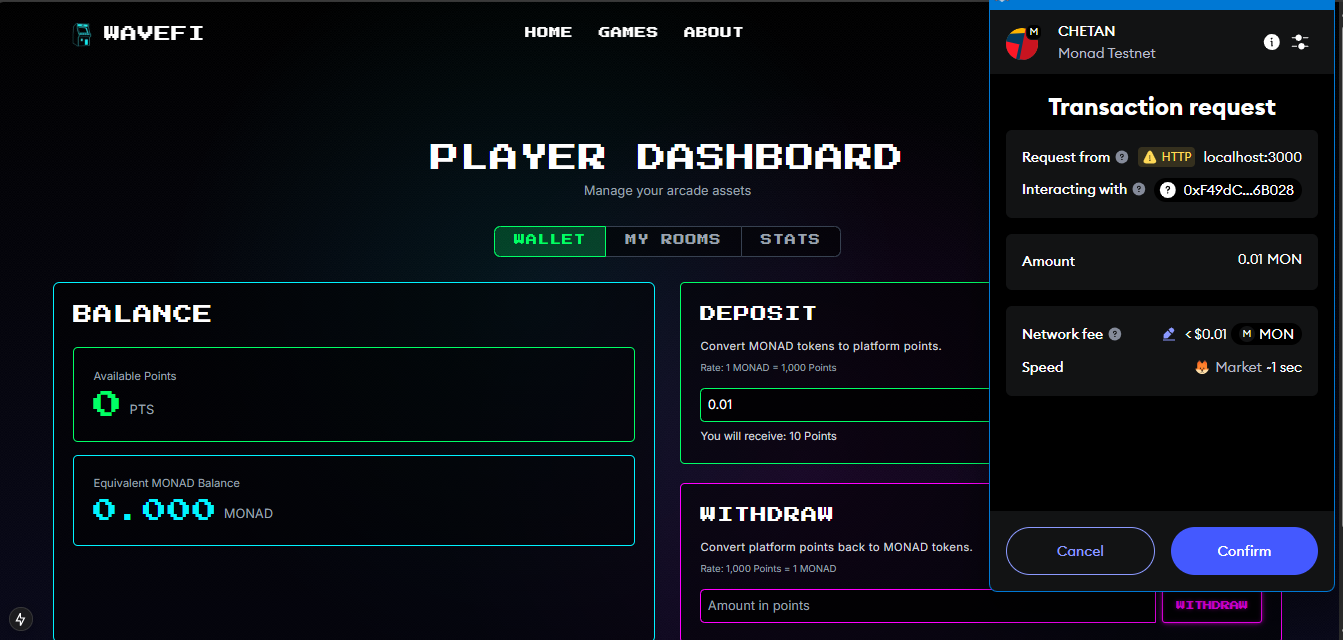 WAVEFI
HOME GAMES ABOUT
PLAYER DASHBOARD
Manage your arcade assets
WALLET MY ROOMS STATS
BALANCE
Available Points
0 PTS
Equivalent MONAD Balance
0.000 MONAD
DEPOSIT
Convert MONAD tokens to platform points.
Rate: 1 MONAD = 1,000 Points
0.01
You will receive: 10 Points
WITHDRAW
Convert platform points back to MONAD tokens.
Rate: 1,000 Points = 1 MONAD
Amount in points
WITHDRAW
M
CHETAN
Monad Testnet
Transaction request
Request from ? HTTP localhost:3000
Interacting with ? ? 0xF49dC...6B028
Amount 0.01 MON
Network fee ? <$0.01 M MON
Speed Market ~1 sec
Cancel Confirm